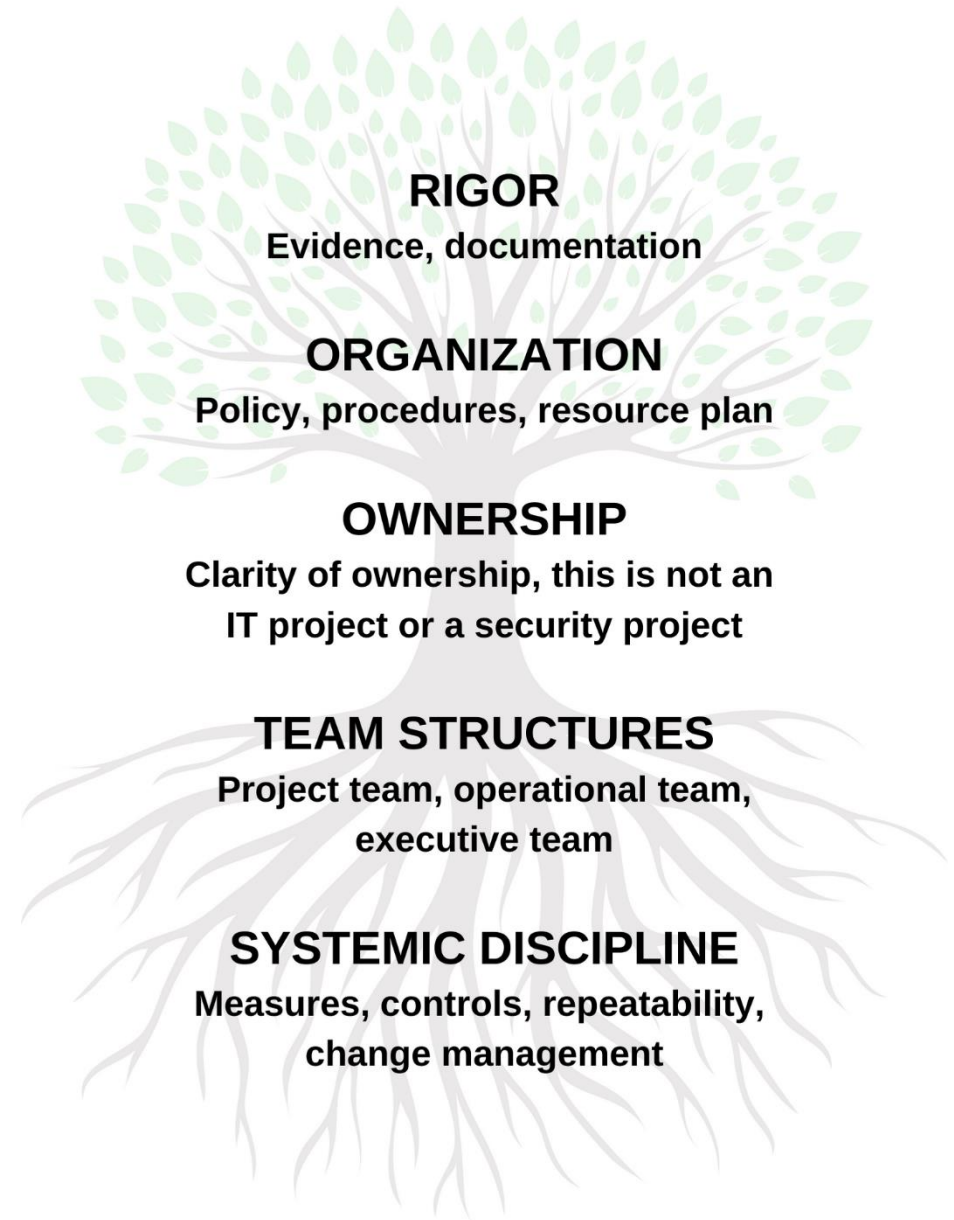 RIGOR
Evidence, documentation
ORGANIZATION
Policy, procedures, resource plan
OWNERSHIP
Clarity of ownership, this is not an
IT project or a security project
TEAM STRUCTURES
Project team, operational team,
executive team
SYSTEMIC DISCIPLINE
Measures, controls, repeatability,
change management